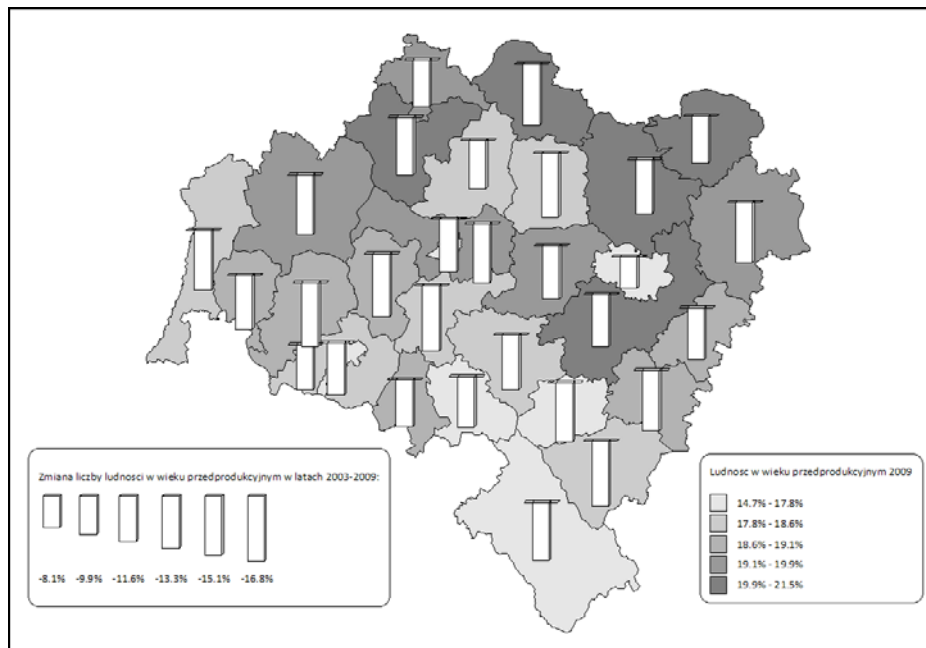 Zmiana liczby ludnosci w wieku przedprodukcyjnym w latach 2003-2009:
-8.1% -9.9% -11.6% -13.3% -15.1% -16.8%
Ludnosc w wieku przedprodukcyjnym 2009
14.7% - 17.8%
17.8% - 18.6%
18.6% - 19.1%
19.1% - 19.9%
19.9% - 21.5%